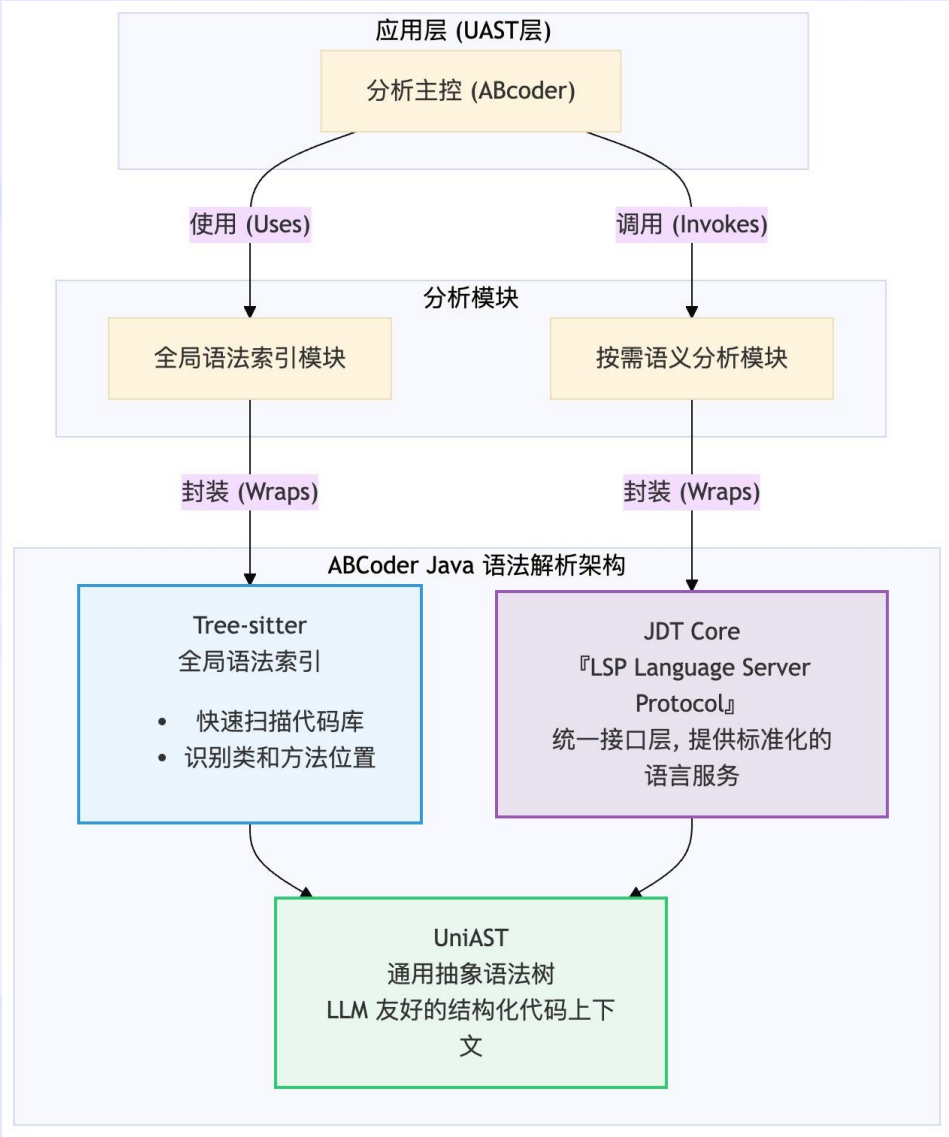 应用层 (UAST层)
分析主控 (ABcoder)
使用 (Uses)
调用 (Invokes)
分析模块
全局语法索引模块
按需语义分析模块
封装 (Wraps)
封装 (Wraps)
ABCoder Java 语法解析架构
Tree-sitter
全局语法索引
• 快速扫描代码库
• 识别类和方法位置
JDT Core
『LSP Language Server
Protocol』
统一接口层, 提供标准化的
语言服务
UniAST
通用抽象语法树
LLM 友好的结构化代码上下
文